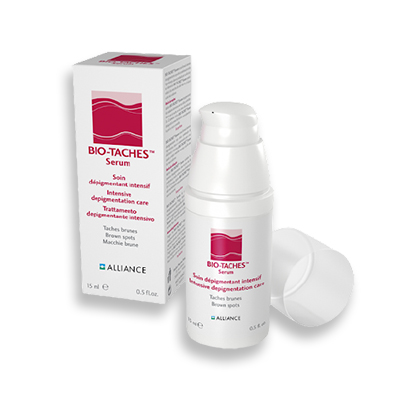 BIO-TACHES™
Serum
Soin
dépigmentant intensif
Intensive
depigmentation care
Trattamento
depigmentante intensivo
Taches brunes
Brown spots
Macchie brune
ALLIANCE
15 ml e 0.5 fl.oz.
BIO-TACHES™
Serum
Soin dépigmentant intensif
Intensive depigmentation care
Taches brunes
Brown spots
ALLIANCE
15 ml e 0.5 fl.oz.